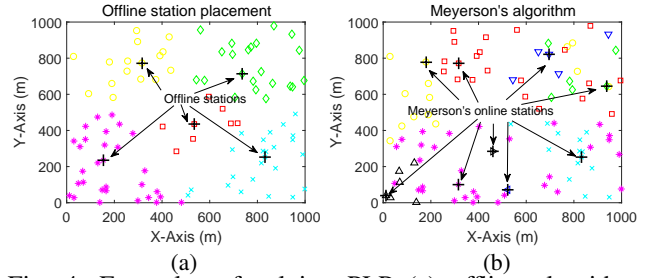 Offline station placement
Meyerson's algorithm
1000
800
600
400
200
0
Y-Axis (m)
Offline stations
0 200 400 600 800 1000
X-Axis (m)
(a)
1000
800
600
400
200
0
Y-Axis (m)
Meyerson's online stations
0 200 400 600 800 1000
X-Axis (m)
(b)